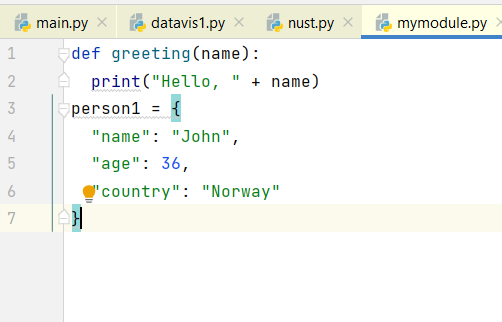 main.py datavis1.py nust.py mymodule.py
1 def greeting(name):
2   print("Hello, " + name)
3 person1 = {
4   "name": "John",
5   "age": 36,
6   "country": "Norway"
7 }